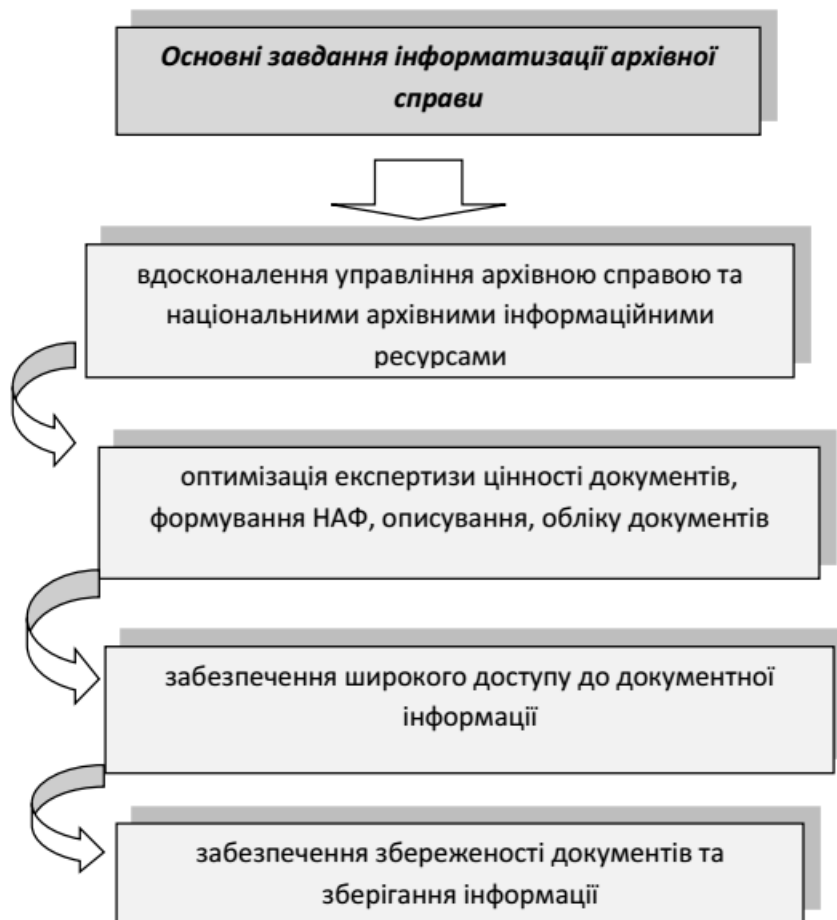 Основні завдання інформатизації архівної
справи
вдосконалення управління архівною справою та
національними архівними інформаційними
ресурсами
оптимізація експертизи цінності документів,
формування НАФ, описування, обліку документів
забезпечення широкого доступу до документної
інформації
забезпечення збереженості документів та
зберігання інформації